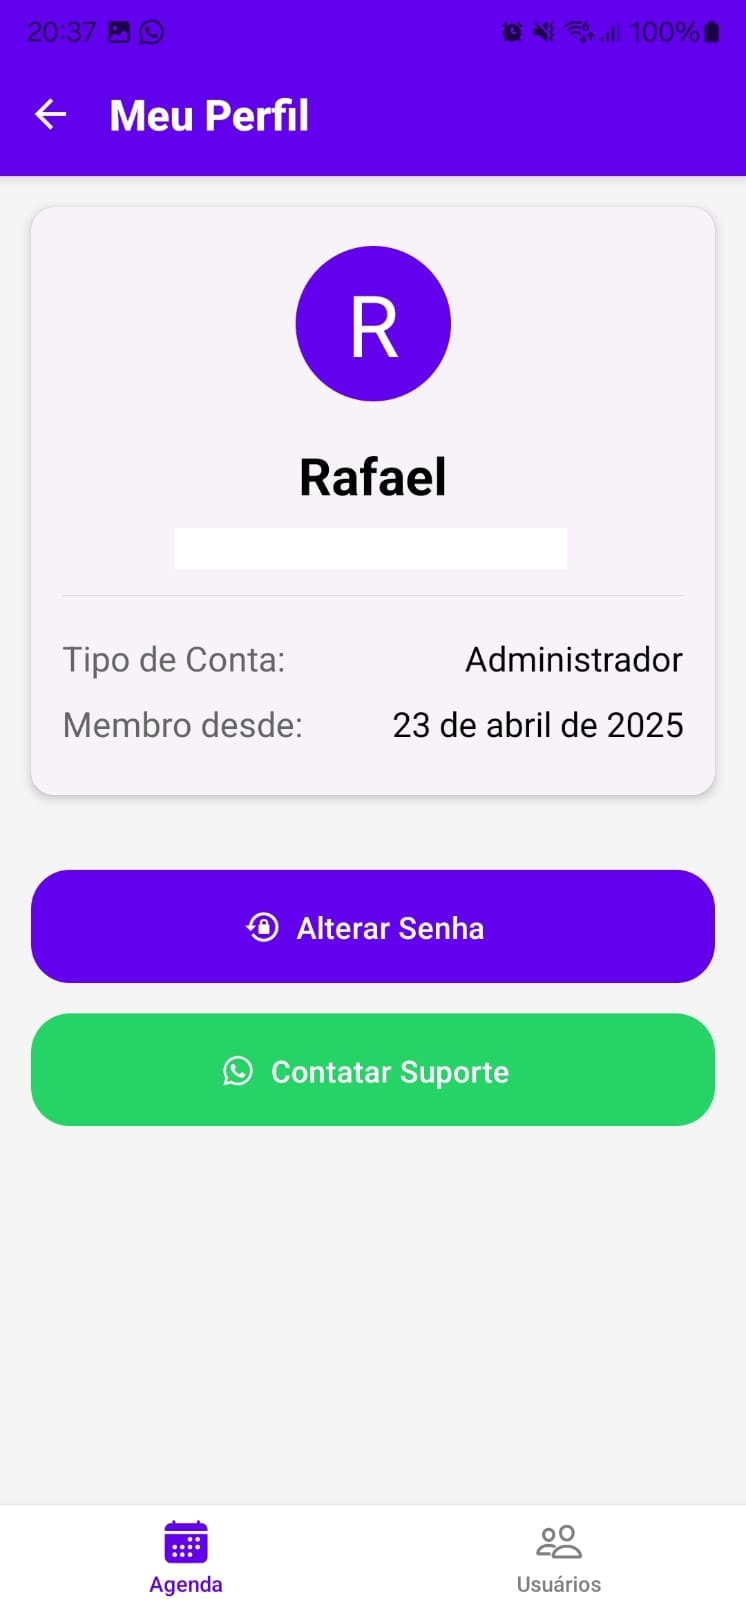 20:37 100%
Meu Perfil
R
Rafael
Tipo de Conta: Administrador
Membro desde: 23 de abril de 2025
Alterar Senha
Contatar Suporte
Agenda Usuários